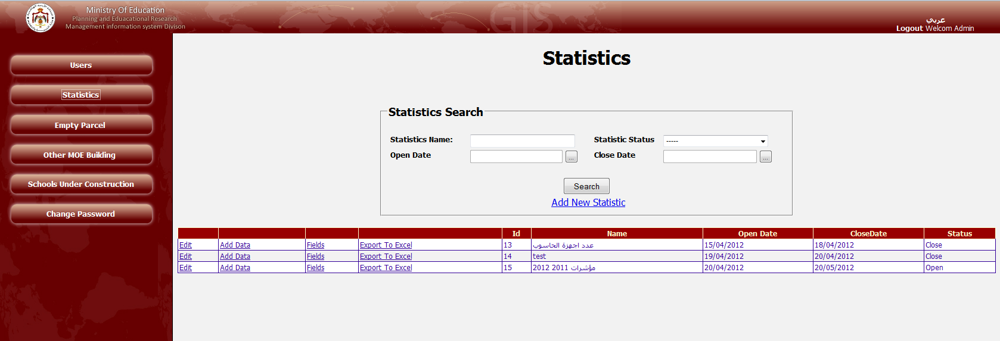 Ministry Of Education
Planning and Eduacational Research
Management information system Divison
GIS
عربي
Logout Welcom Admin
Users
Statistics
Empty Parcel
Other MOE Building
Schools Under Construction
Change Password
Statistics
Statistics Search
Statistics Name: Statistic Status -----
Open Date ... Close Date ...
Search
Add New Statistic
Id Name Open Date CloseDate Status
Edit Add Data Fields Export To Excel 13 عدد اجهزة الحاسوب 15/04/2012 18/04/2012 Close
Edit Add Data Fields Export To Excel 14 test 19/04/2012 20/04/2012 Close
Edit Add Data Fields Export To Excel 15 مؤشرات 2011 2012 20/04/2012 20/05/2012 Open